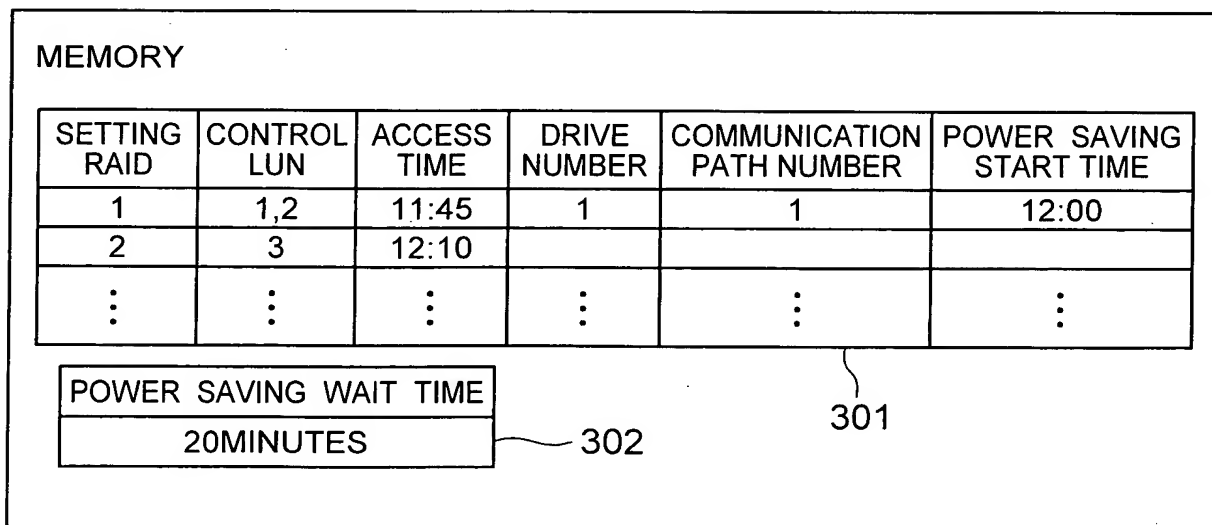 MEMORY
SETTING RAID CONTROL LUN ACCESS TIME DRIVE NUMBER COMMUNICATION PATH NUMBER POWER SAVING START TIME
1 1,2 11:45 1 1 12:00
2 3 12:10
⋮ ⋮ ⋮ ⋮ ⋮ ⋮
301
POWER SAVING WAIT TIME
20MINUTES 302